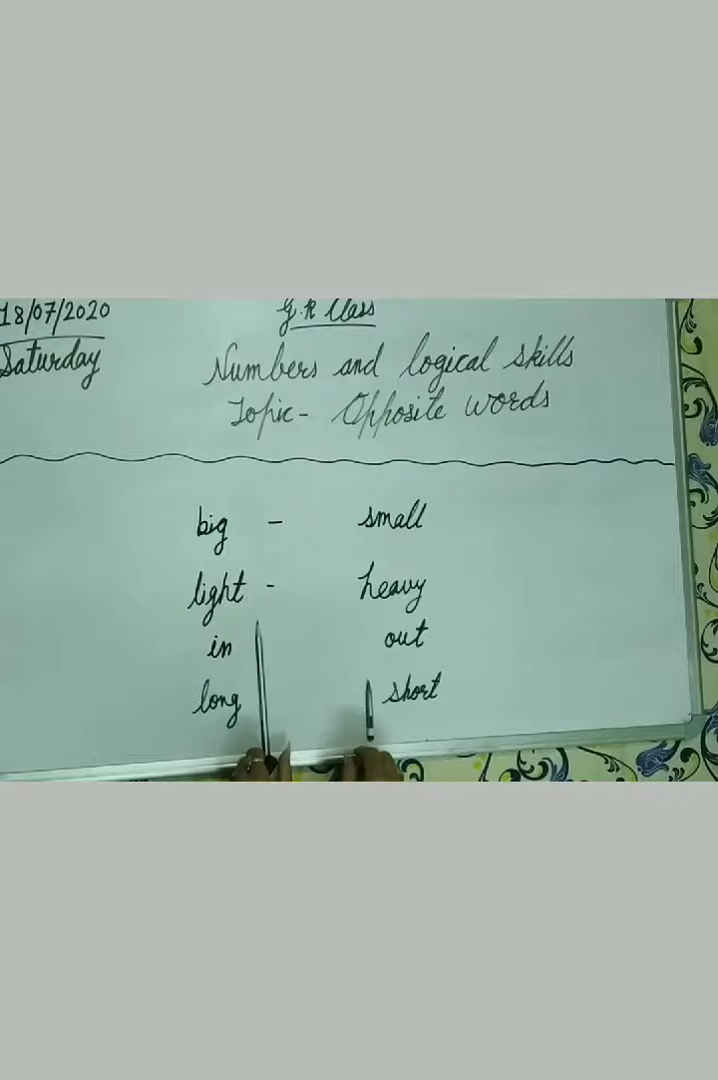 18/07/2020
G.R Class
Saturday
Numbers and logical skills
Topic- Opposite words
big - small
light - heavy
in out
long short